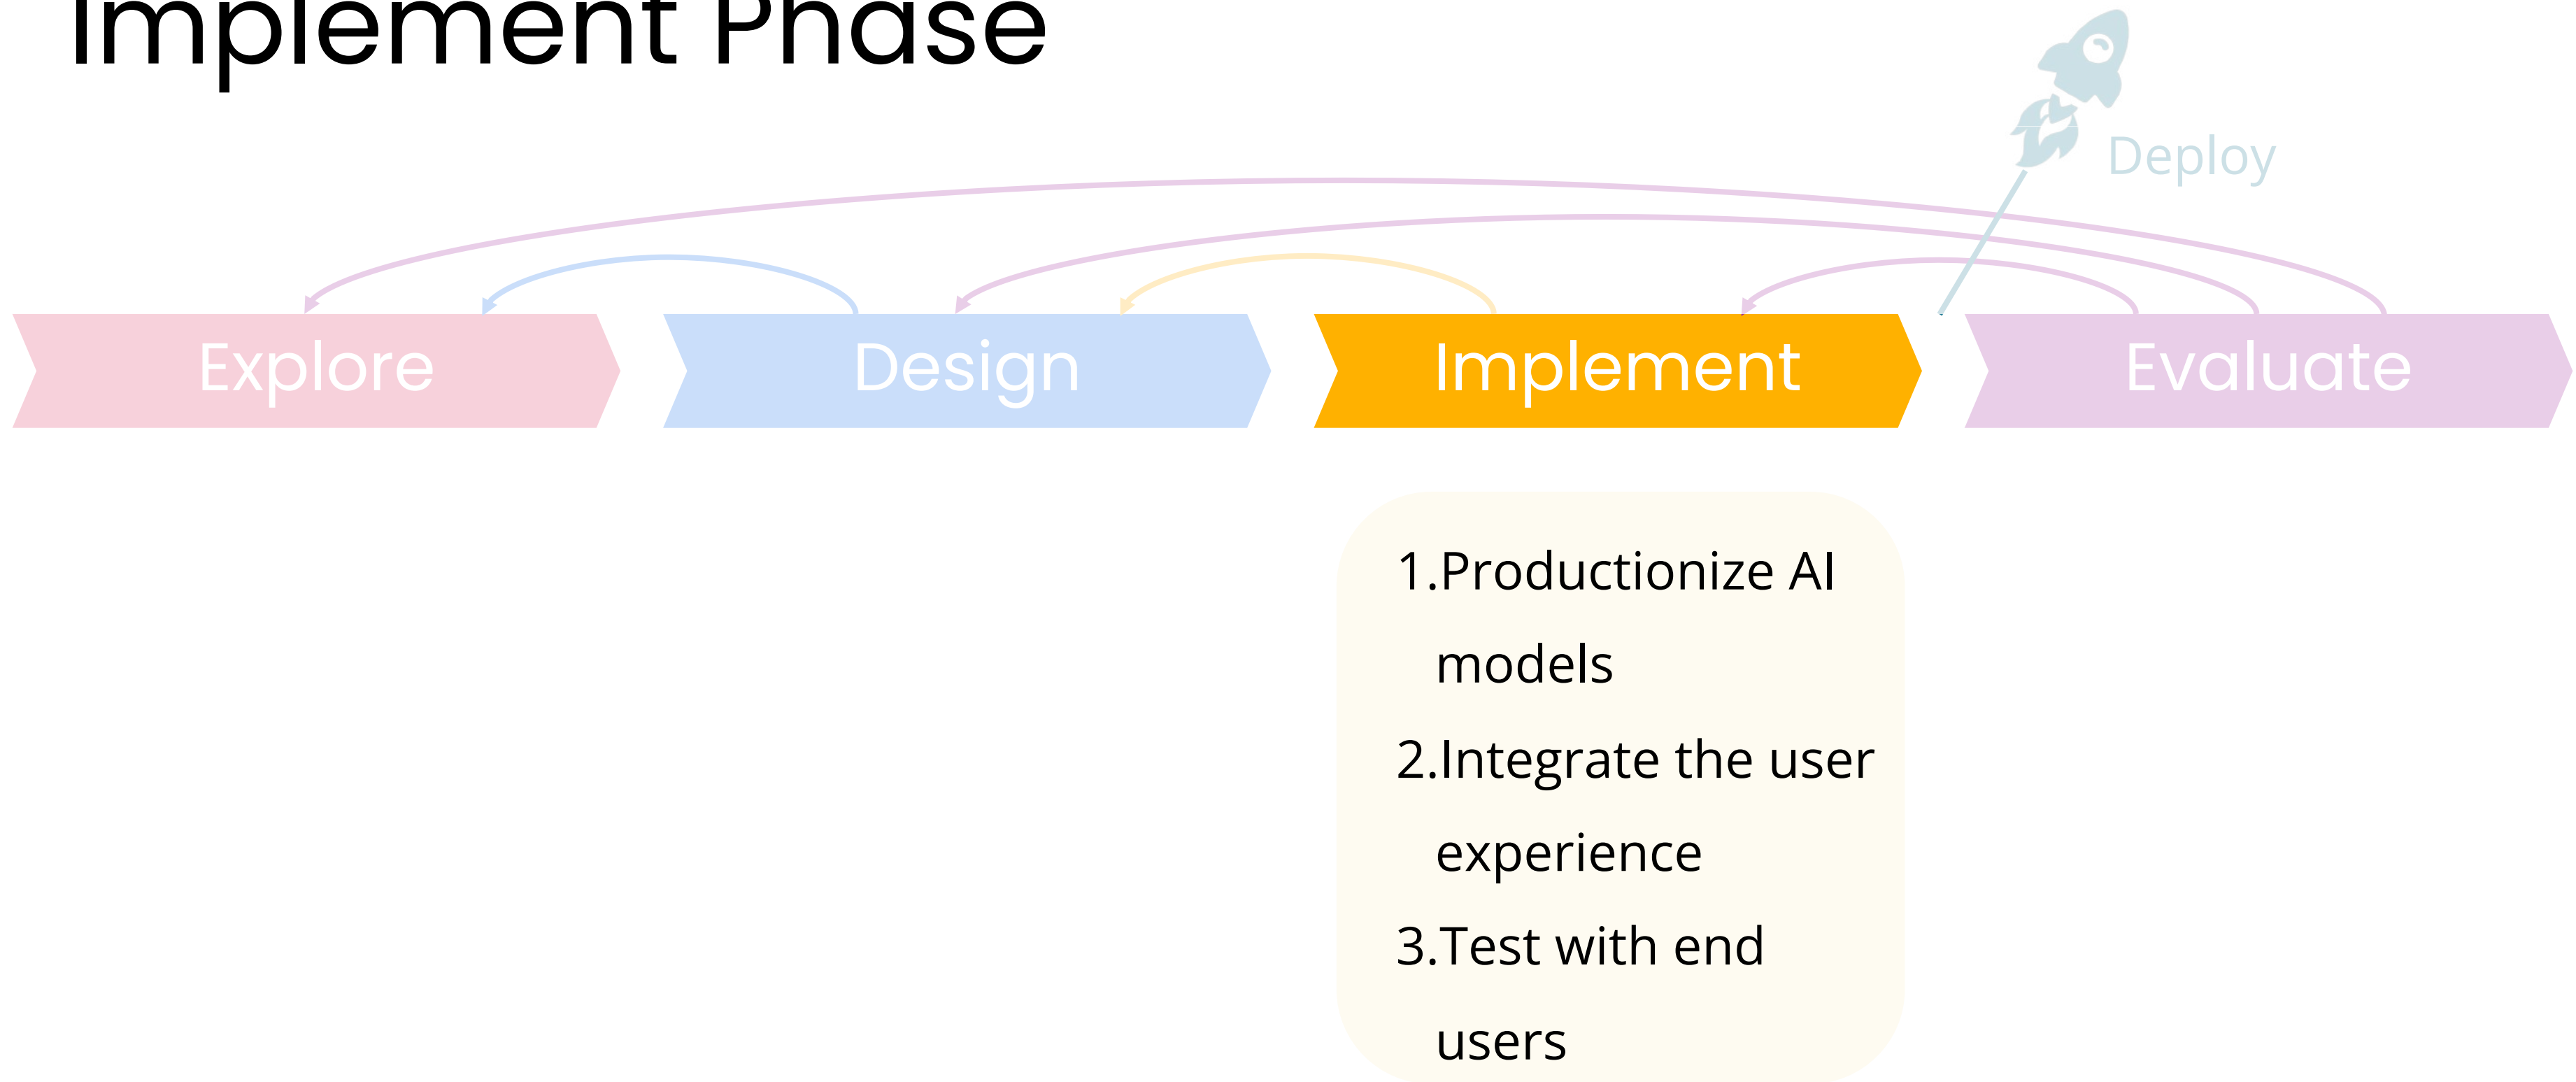 Implement Phase
Deploy
Explore
Design
Implement
Evaluate
1.Productionize AI
models
2.Integrate the user
experience
3.Test with end
users